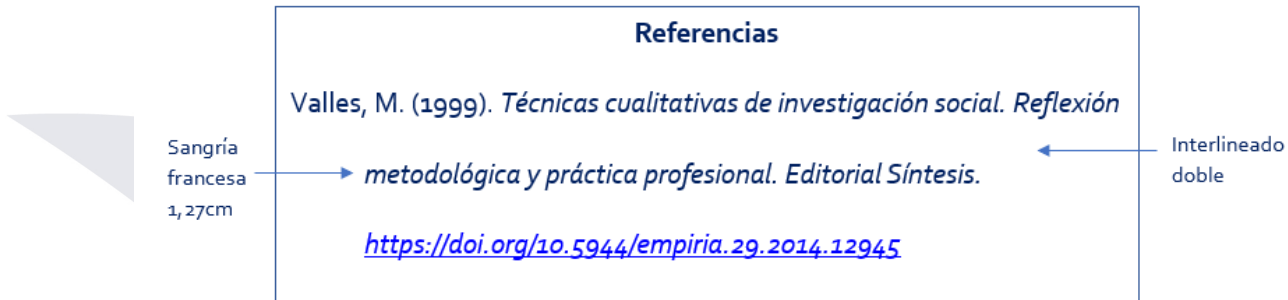 Referencias
Valles, M. (1999). Técnicas cualitativas de investigación social. Reflexión
metodológica y práctica profesional. Editorial Síntesis.
https://doi.org/10.5944/empiria.29.2014.12945
Sangría
francesa
1,27cm
Interlineado
doble